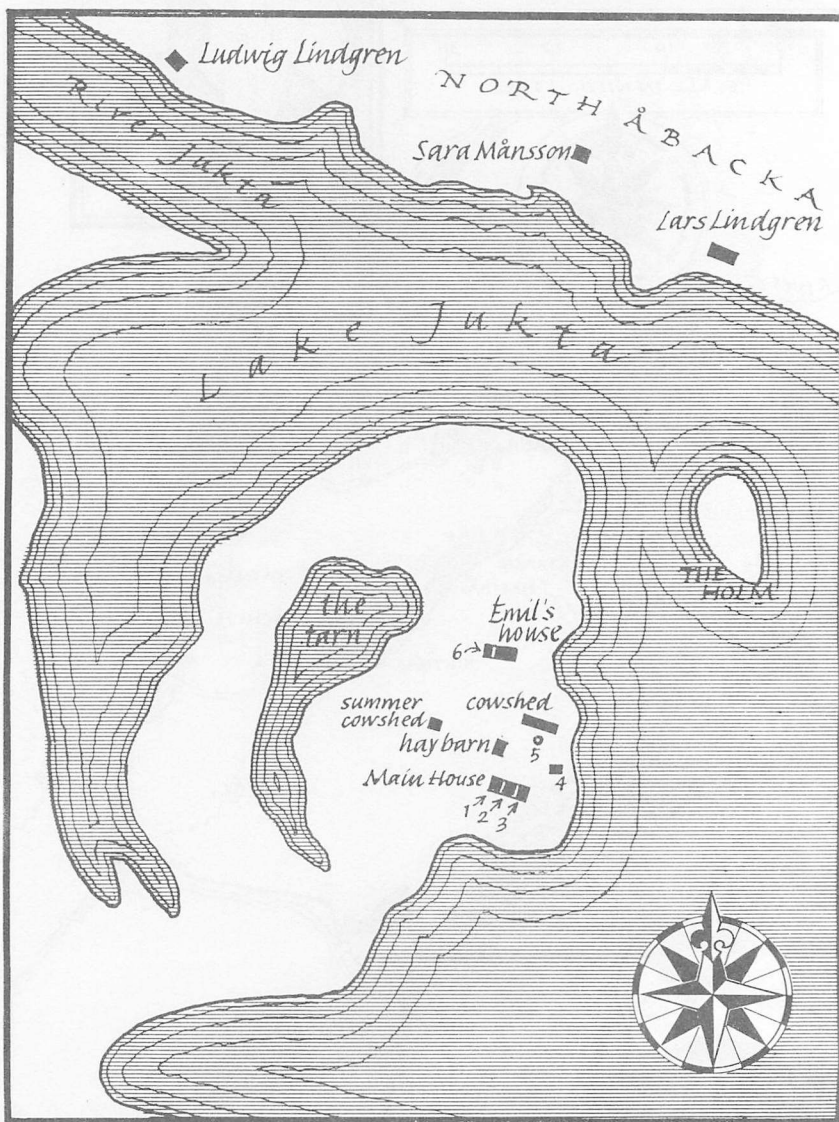 Ludwig Lindgren
NORTH ÅBACKA
River Jukta
Sara Månsson
Lars Lindgren
Lake Jukta
THE
HOLM
the
tarn
Emil's
house
6
summer
cowshed
cowshed
hay barn
5
Main House
4
1
2
3